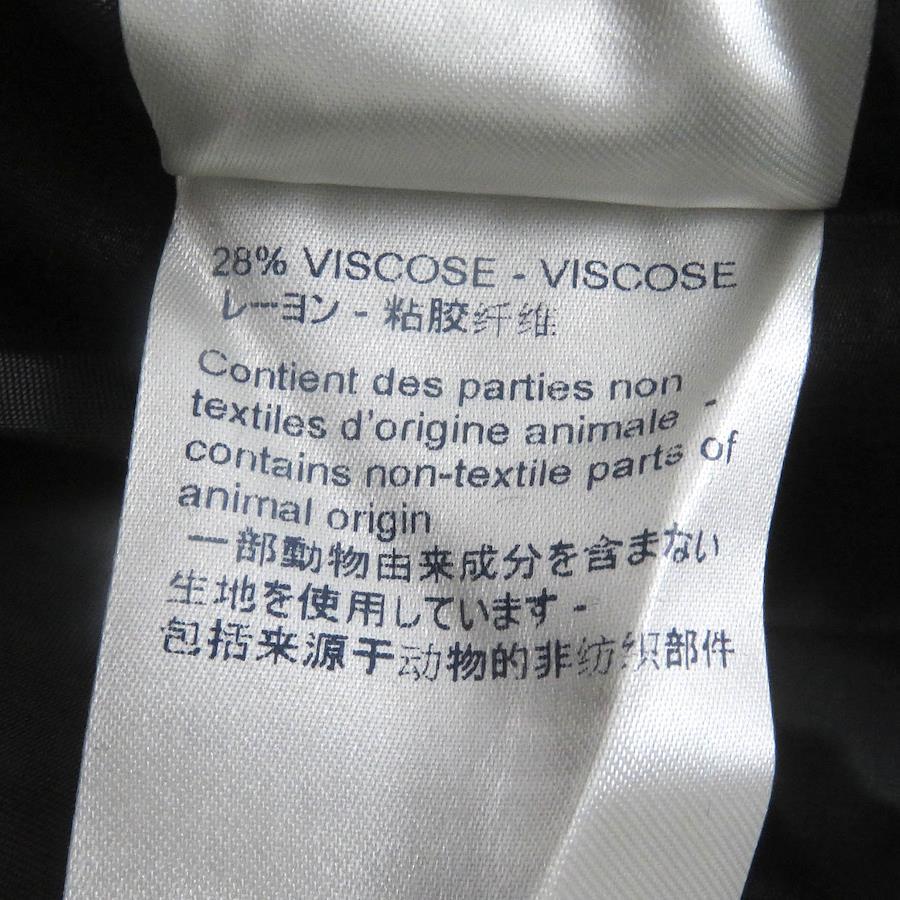 28% VISCOSE - VISCOSE
レーヨン - 粘胶纤维
Contient des parties non
textiles d'origine animale -
contains non-textile parts of
animal origin
一部動物由来成分を含まない
生地を使用しています -
包括来源于动物的非纺织部件